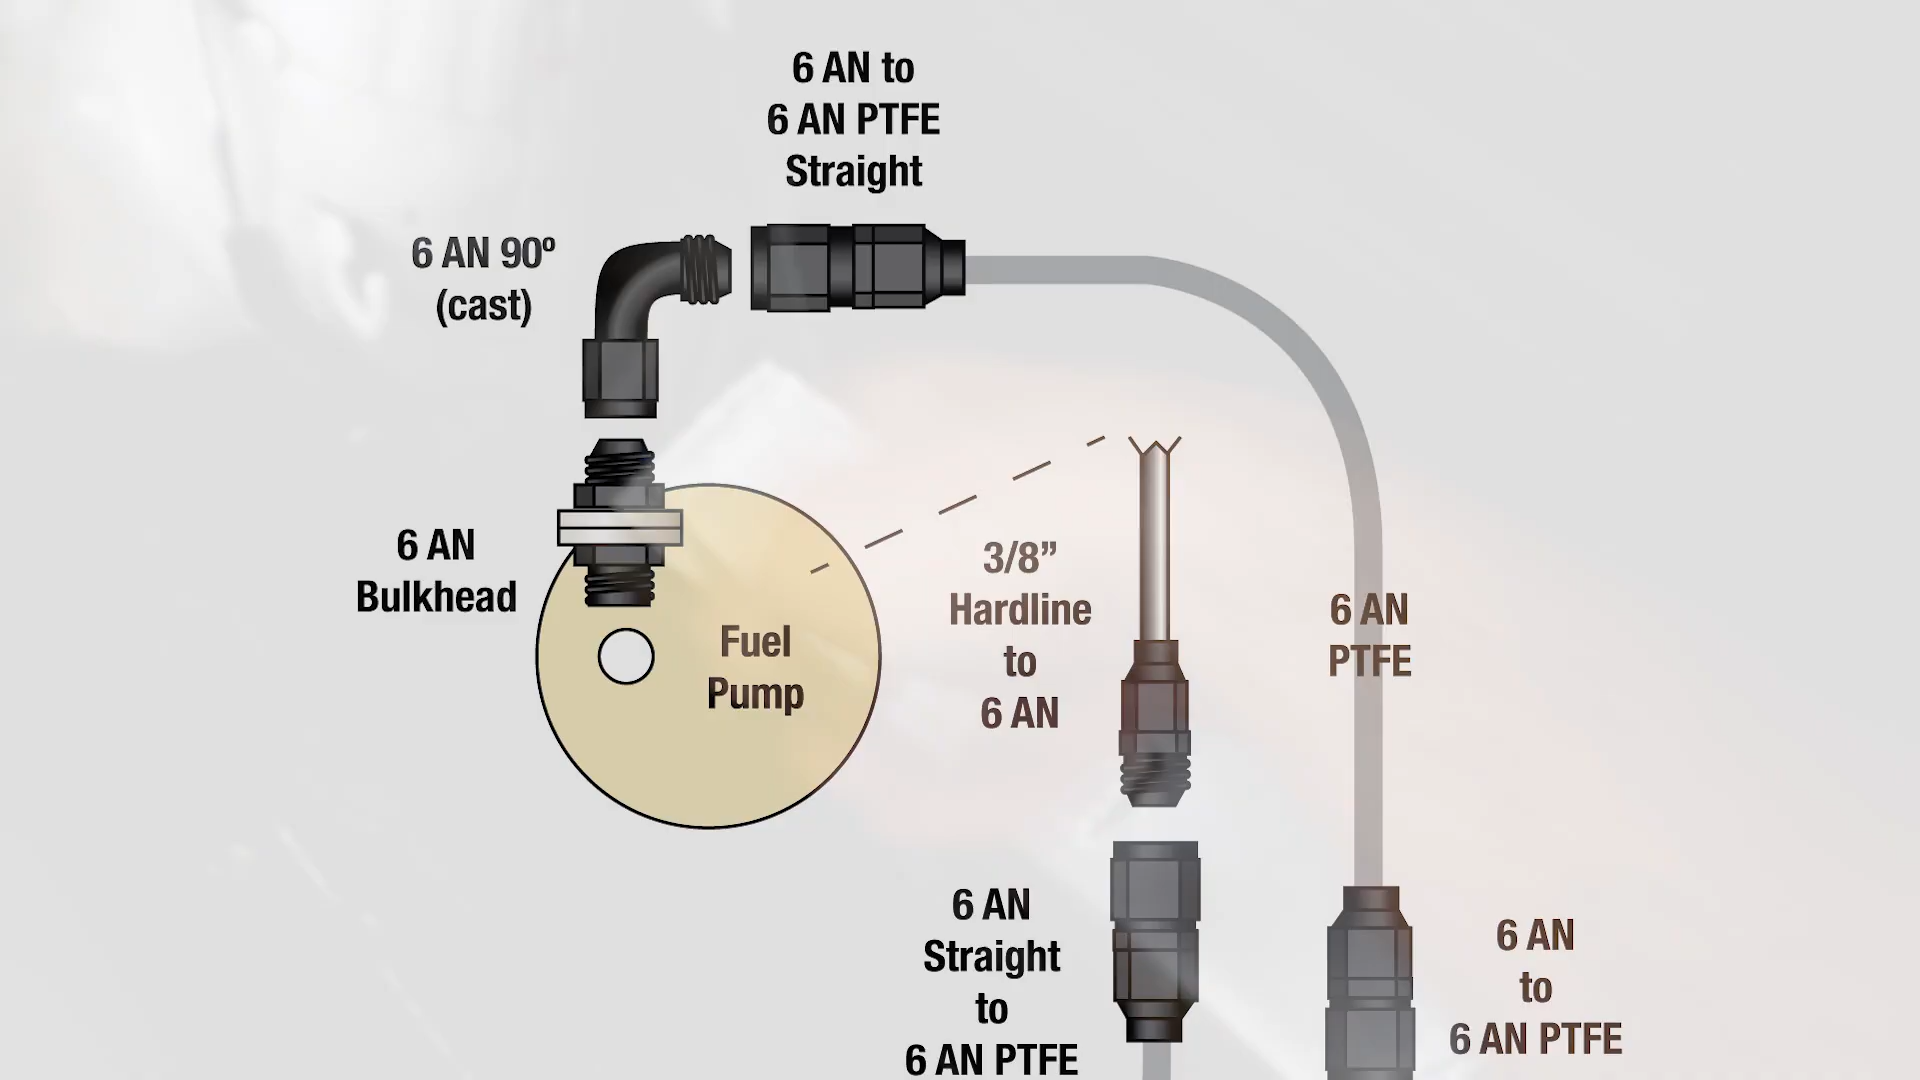 6 AN to
6 AN PTFE
Straight
6 AN 90º
(cast)
6 AN
Bulkhead
Fuel
Pump
3/8”
Hardline
to
6 AN
6 AN
PTFE
6 AN
Straight
to
6 AN PTFE
6 AN
to
6 AN PTFE